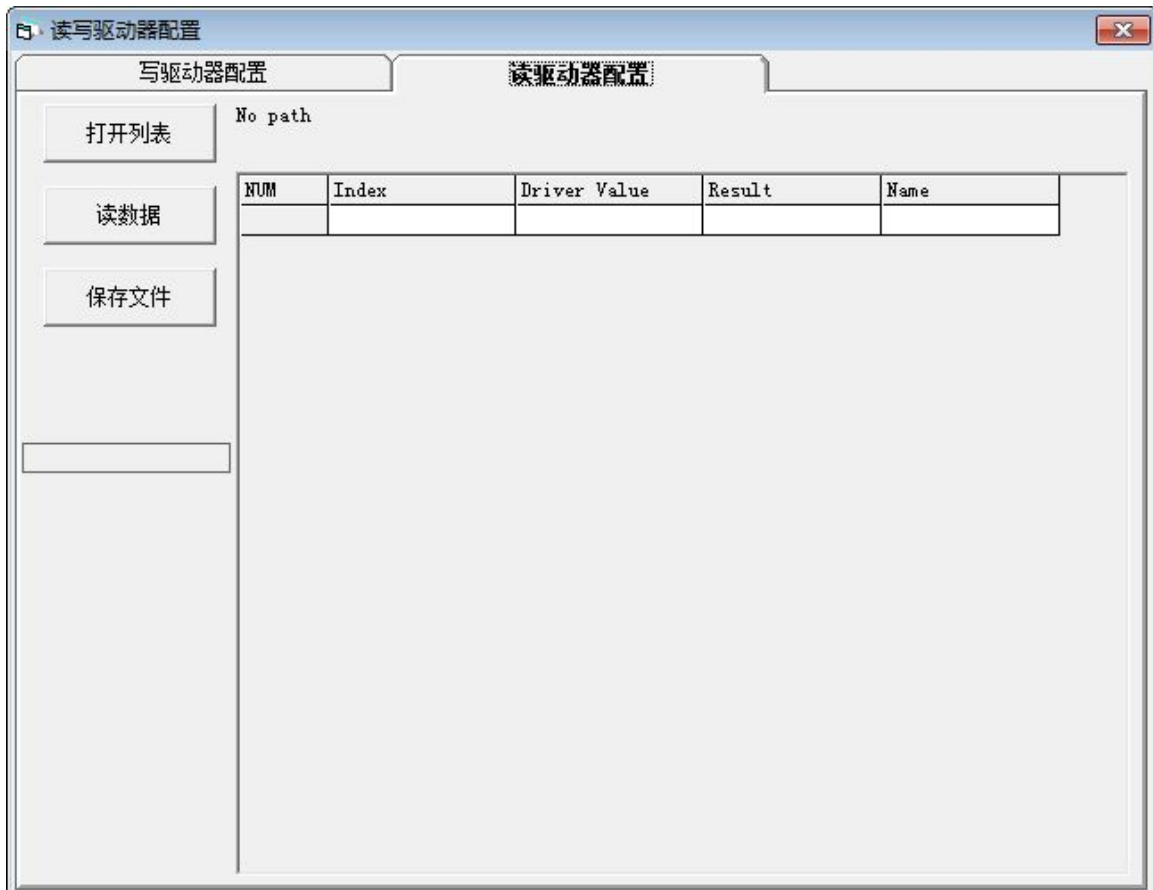 读写驱动器配置
写驱动器配置 读驱动器配置
打开列表
No path
读数据
保存文件
NUM Index Driver Value Result Name